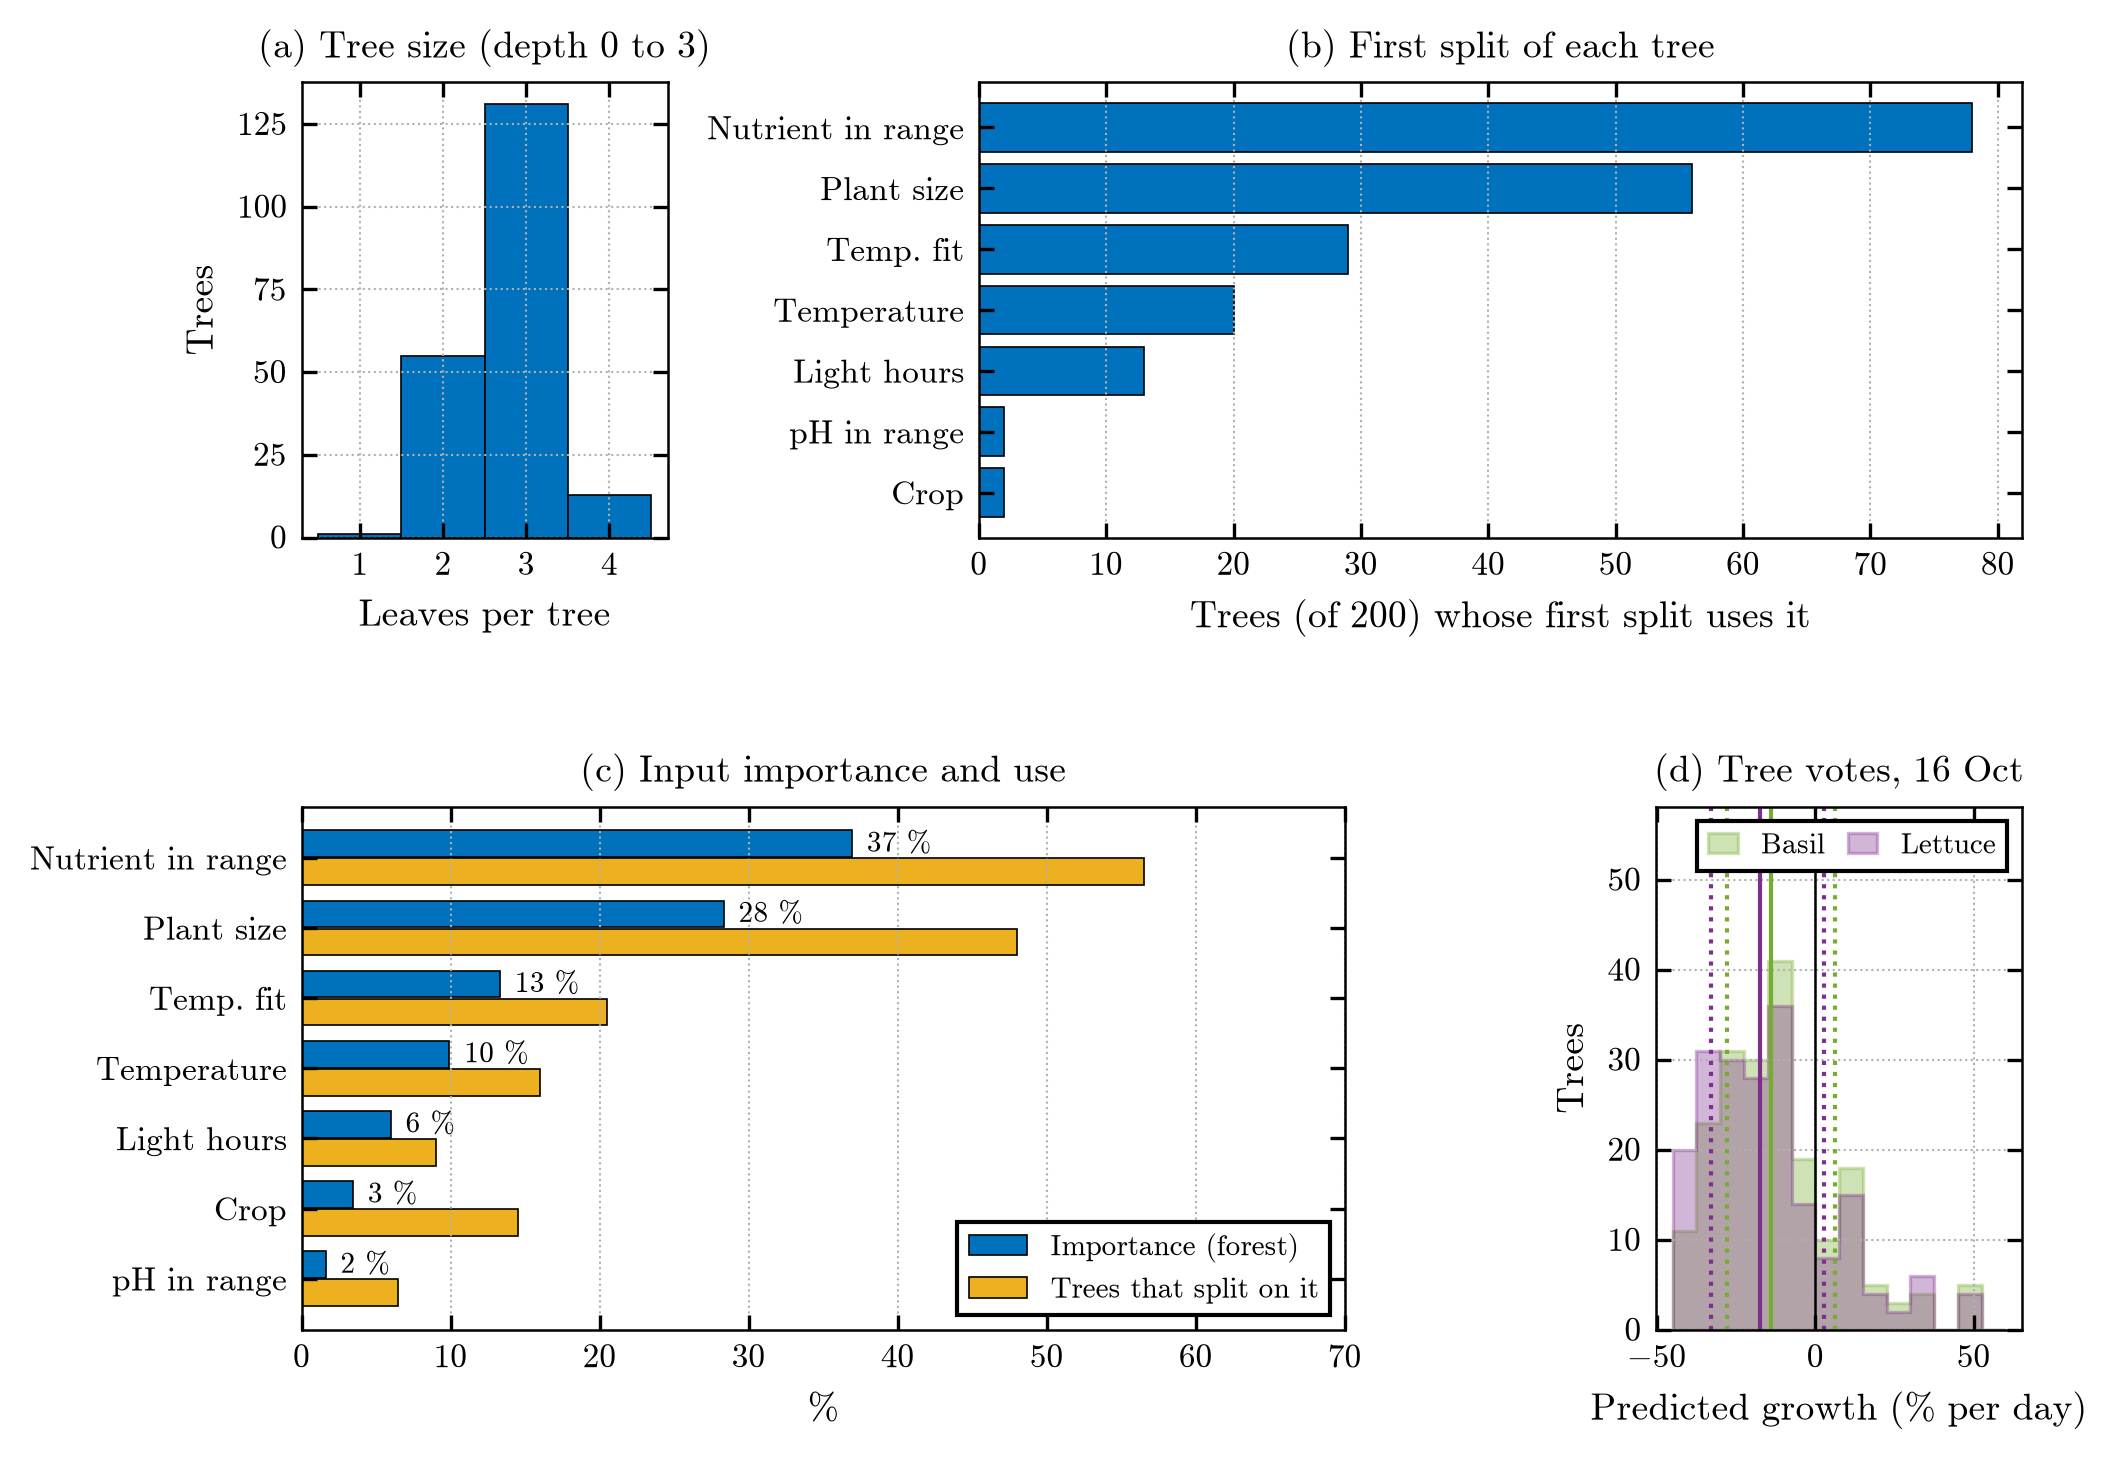 (a) Tree size (depth 0 to 3)
125
100
75
50
25
0
Trees
1 2 3 4
Leaves per tree
(b) First split of each tree
Nutrient in range
Plant size
Temp. fit
Temperature
Light hours
pH in range
Crop
0 10 20 30 40 50 60 70 80
Trees (of 200) whose first split uses it
(c) Input importance and use
Nutrient in range 37 %
Plant size 28 %
Temp. fit 13 %
Temperature 10 %
Light hours 6 %
Crop 3 %
pH in range 2 %
Importance (forest)
Trees that split on it
0 10 20 30 40 50 60 70
%
(d) Tree votes, 16 Oct
Basil Lettuce
50
40
30
20
10
0
Trees
−50 0 50
Predicted growth (% per day)